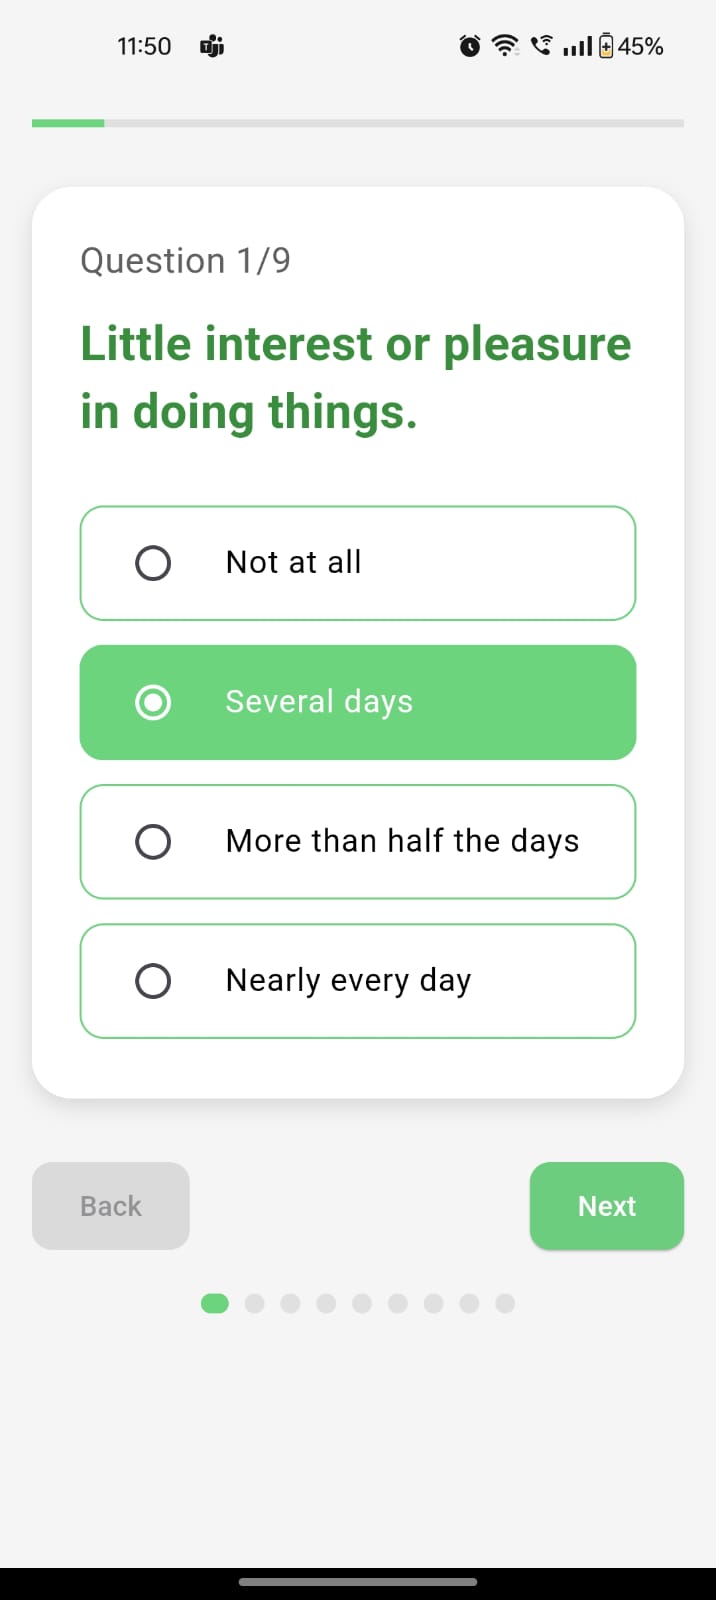 11:50 45%
Question 1/9
Little interest or pleasure
in doing things.
Not at all
Several days
More than half the days
Nearly every day
Back Next